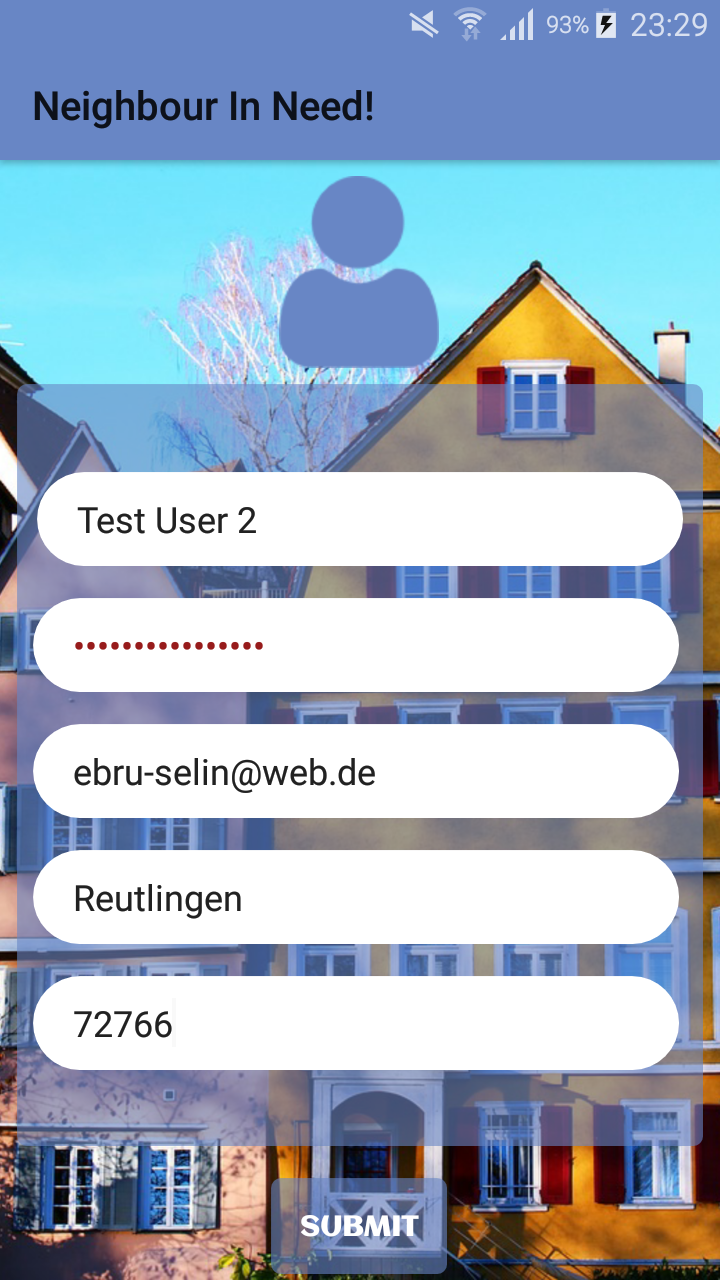 93% 23:29
Neighbour In Need!
Test User 2
••••••••••••••••
ebru-selin@web.de
Reutlingen
72766
SUBMIT